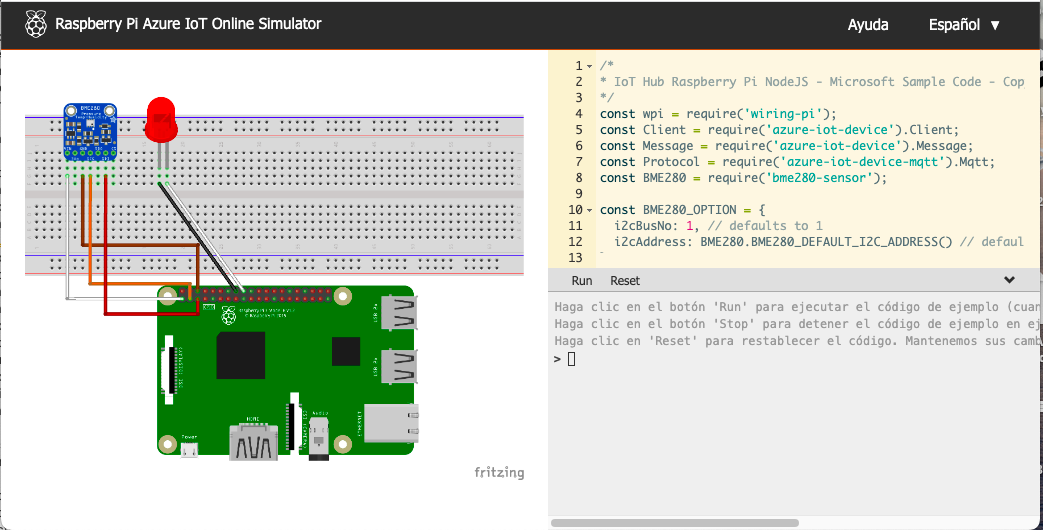 Raspberry Pi Azure IoT Online Simulator
Ayuda
Español ▼
1 /*
2 * IoT Hub Raspberry Pi NodeJS - Microsoft Sample Code - Cop
3 */
4 const wpi = require('wiring-pi');
5 const Client = require('azure-iot-device').Client;
6 const Message = require('azure-iot-device').Message;
7 const Protocol = require('azure-iot-device-mqtt').Mqtt;
8 const BME280 = require('bme280-sensor');
9
10 const BME280_OPTION = {
11 i2cBusNo: 1, // defaults to 1
12 i2cAddress: BME280.BME280_DEFAULT_I2C_ADDRESS() // defaul
13
Run Reset
Haga clic en el botón 'Run' para ejecutar el código de ejemplo (cuan
Haga clic en el botón 'Stop' para detener el código de ejemplo en ej
Haga clic en 'Reset' para restablecer el código. Mantenemos sus camb
>
BME280
HDMI
Audio
Power
ETHERNET
fritzing